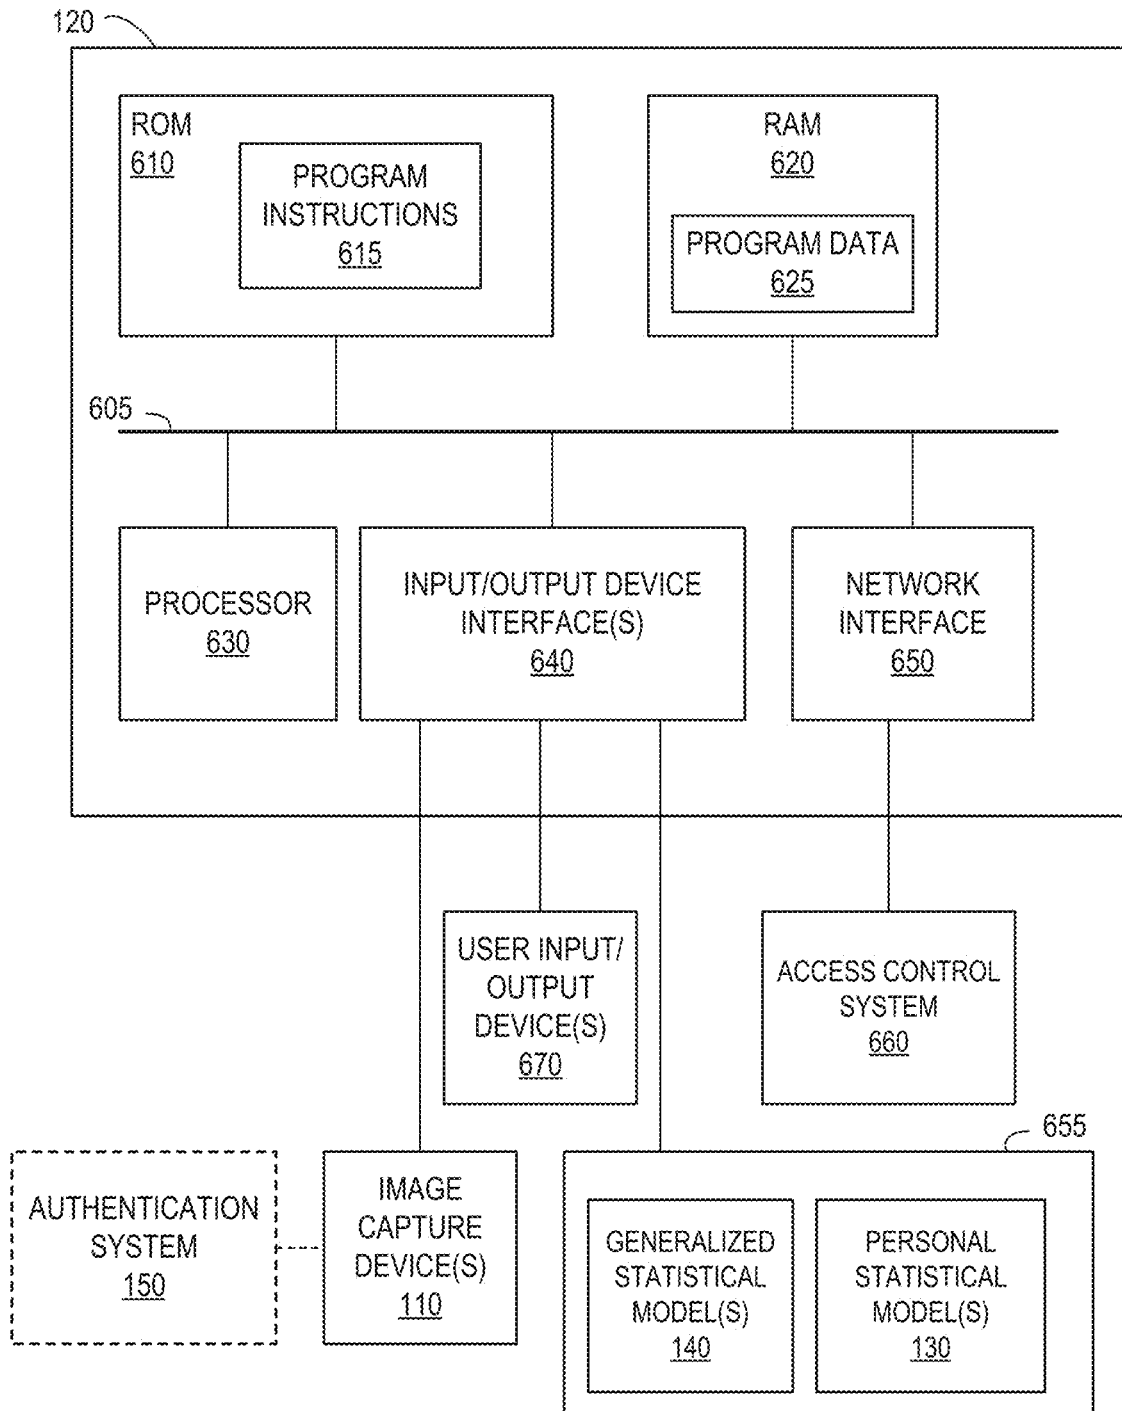 120
ROM
610
PROGRAM
INSTRUCTIONS
615
RAM
620
PROGRAM DATA
625
605
PROCESSOR
630
INPUT/OUTPUT DEVICE
INTERFACE(S)
640
NETWORK
INTERFACE
650
USER INPUT/
OUTPUT
DEVICE(S)
670
ACCESS CONTROL
SYSTEM
660
655
AUTHENTICATION
SYSTEM
150
IMAGE
CAPTURE
DEVICE(S)
110
GENERALIZED
STATISTICAL
MODEL(S)
140
PERSONAL
STATISTICAL
MODEL(S)
130